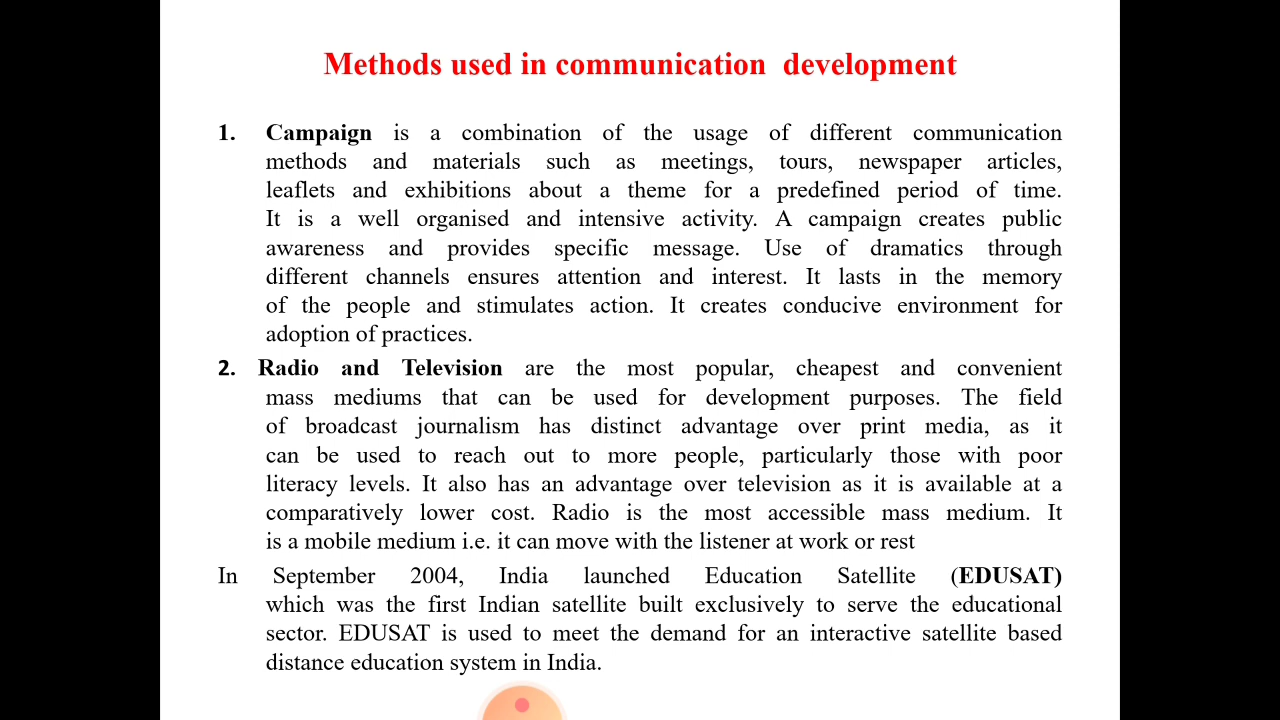 Methods used in communication development
1. Campaign is a combination of the usage of different communication
methods and materials such as meetings, tours, newspaper articles,
leaflets and exhibitions about a theme for a predefined period of time.
It is a well organised and intensive activity. A campaign creates public
awareness and provides specific message. Use of dramatics through
different channels ensures attention and interest. It lasts in the memory
of the people and stimulates action. It creates conducive environment for
adoption of practices.
2. Radio and Television are the most popular, cheapest and convenient
mass mediums that can be used for development purposes. The field
of broadcast journalism has distinct advantage over print media, as it
can be used to reach out to more people, particularly those with poor
literacy levels. It also has an advantage over television as it is available at a
comparatively lower cost. Radio is the most accessible mass medium. It
is a mobile medium i.e. it can move with the listener at work or rest
In September 2004, India launched Education Satellite (EDUSAT)
which was the first Indian satellite built exclusively to serve the educational
sector. EDUSAT is used to meet the demand for an interactive satellite based
distance education system in India.